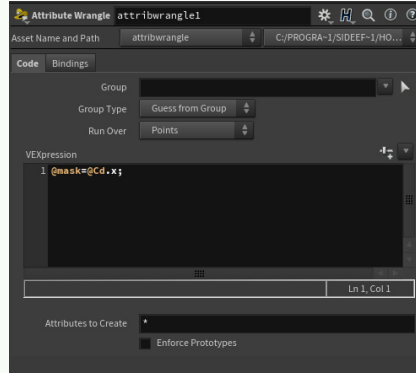 Attribute Wrangle attribwrangle1
Asset Name and Path attribwrangle C:/PROGRA~1/SIDEEF~1/HO...
Code Bindings
Group
Group Type Guess from Group
Run Over Points
VEXpression
1 @mask=@Cd.x;
Ln 1, Col 1
Attributes to Create *
Enforce Prototypes